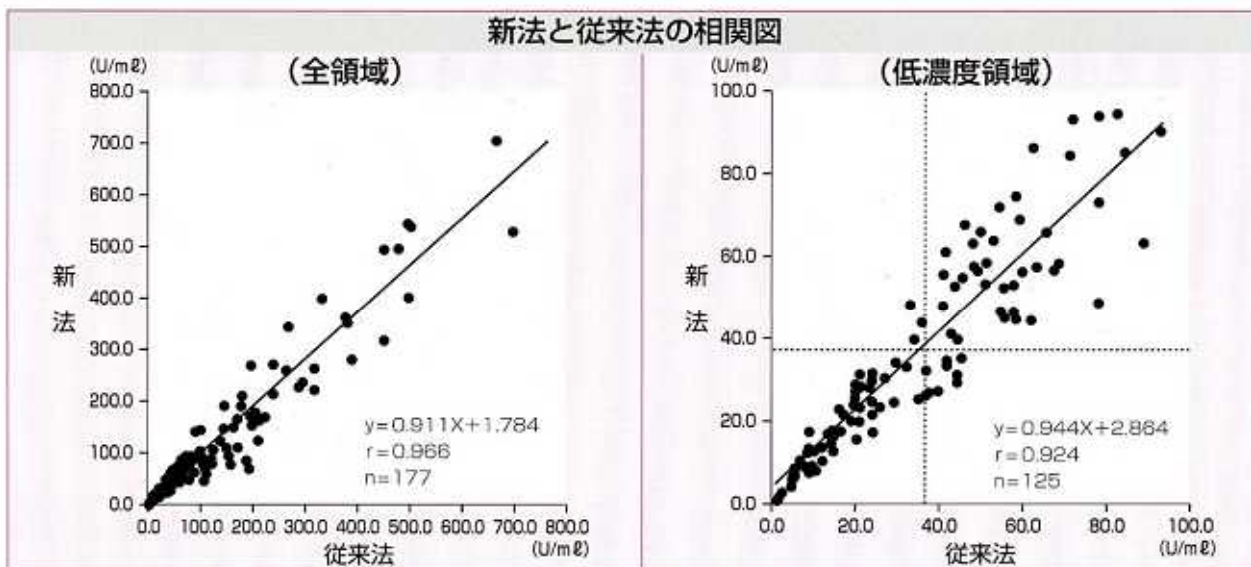 新法と従来法の相関図
(全領域)
(U/mℓ)
800.0
700.0
600.0
500.0
400.0
300.0
200.0
100.0
0.0
新法
y=0.911X+1.784
r=0.966
n=177
0.0 100.0 200.0 300.0 400.0 500.0 600.0 700.0 800.0
従来法
(U/mℓ)
(低濃度領域)
(U/mℓ)
100.0
80.0
60.0
40.0
20.0
0.0
新法
y=0.944X+2.864
r=0.924
n=125
0.0 20.0 40.0 60.0 80.0 100.0
従来法
(U/mℓ)